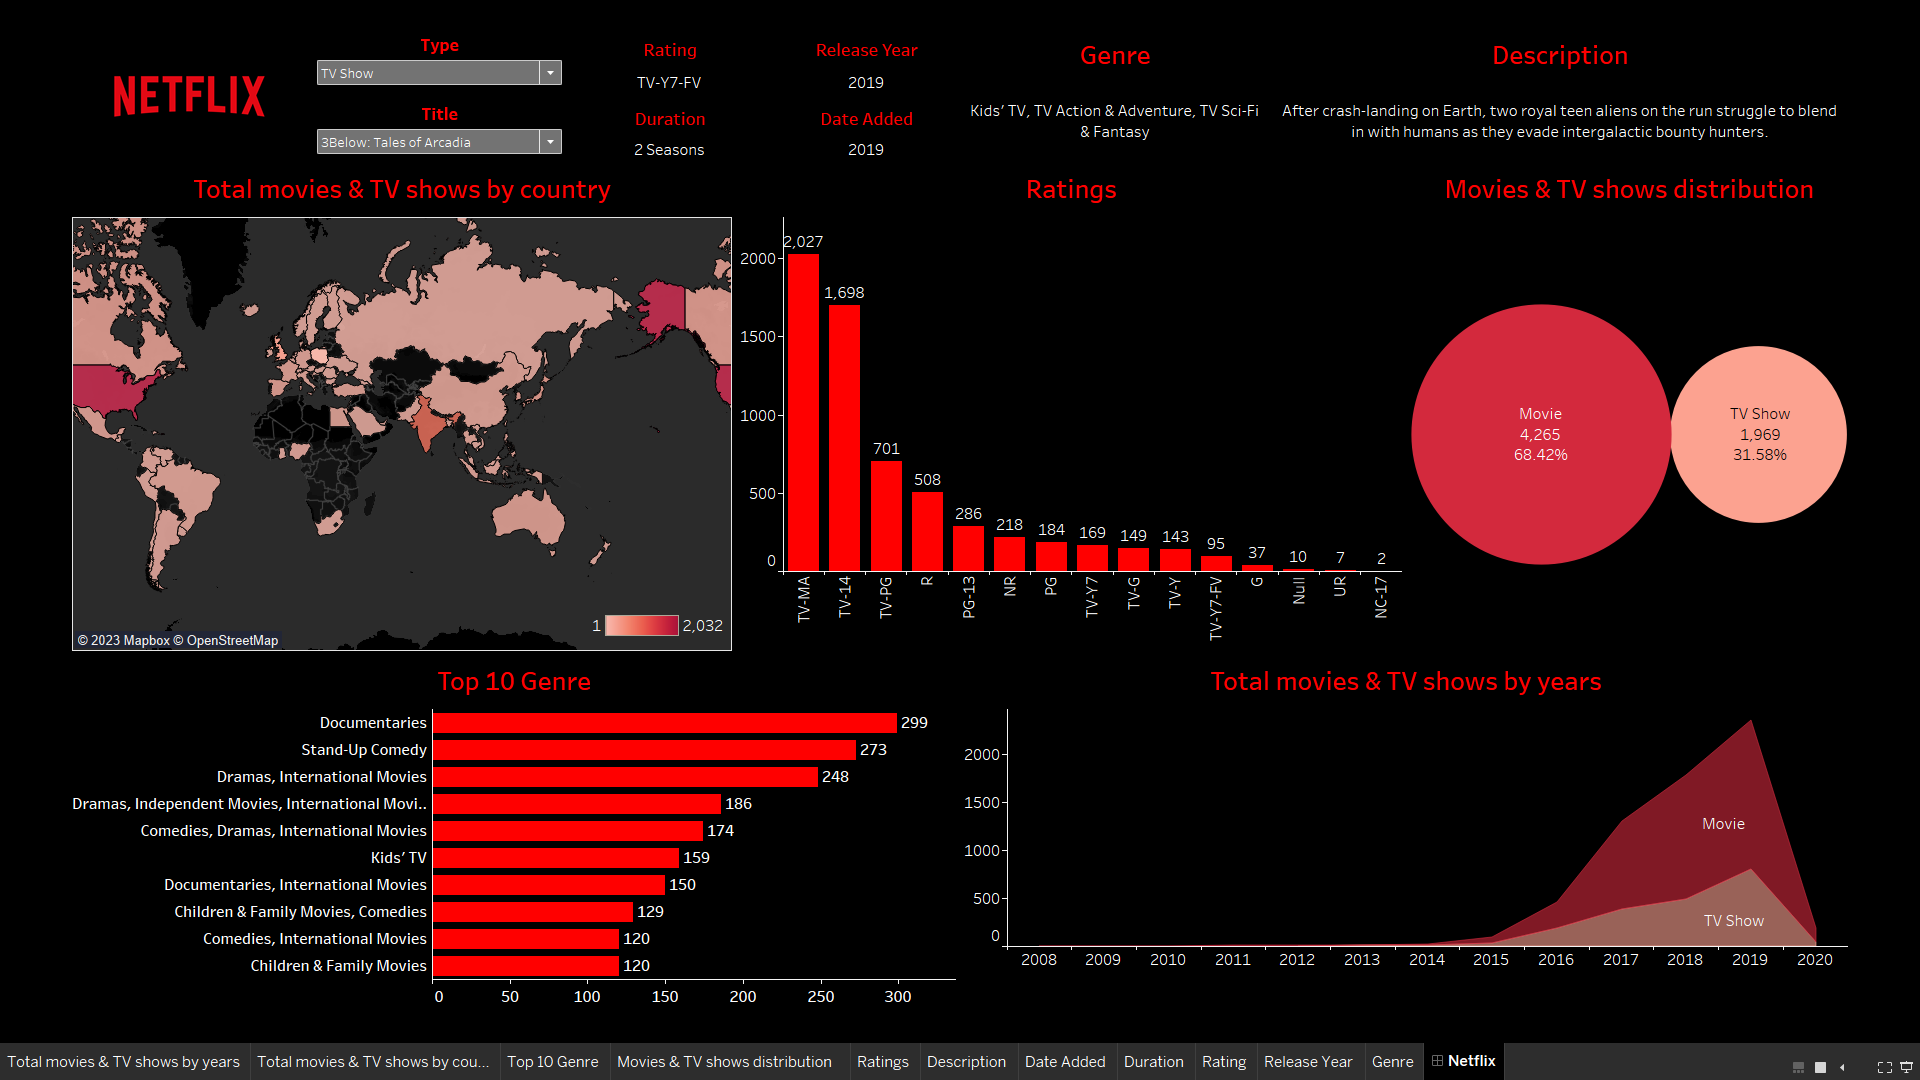 NETFLIX
Type
TV Show
Title
3Below: Tales of Arcadia
Rating
TV-Y7-FV
Duration
2 Seasons
Release Year
2019
Date Added
2019
Genre
Kids' TV, TV Action & Adventure, TV Sci-Fi
& Fantasy
Description
After crash-landing on Earth, two royal teen aliens on the run struggle to blend
in with humans as they evade intergalactic bounty hunters.
Total movies & TV shows by country
© 2023 Mapbox © OpenStreetMap
1
2,032
Ratings
2000
1500
1000
500
0
2,027
1,698
701
508
286
218
184
169
149
143
95
37
10
7
2
TV-MA
TV-14
TV-PG
R
PG-13
NR
PG
TV-Y7
TV-G
TV-Y
TV-Y7-FV
G
Null
UR
NC-17
Movies & TV shows distribution
Movie
4,265
68.42%
TV Show
1,969
31.58%
Top 10 Genre
Documentaries 299
Stand-Up Comedy 273
Dramas, International Movies 248
Dramas, Independent Movies, International Movi.. 186
Comedies, Dramas, International Movies 174
Kids' TV 159
Documentaries, International Movies 150
Children & Family Movies, Comedies 129
Comedies, International Movies 120
Children & Family Movies 120
0 50 100 150 200 250 300
Total movies & TV shows by years
2000
1500
1000
500
0
Movie
TV Show
2008 2009 2010 2011 2012 2013 2014 2015 2016 2017 2018 2019 2020
Total movies & TV shows by years Total movies & TV shows by cou... Top 10 Genre Movies & TV shows distribution Ratings Description Date Added Duration Rating Release Year Genre Netflix